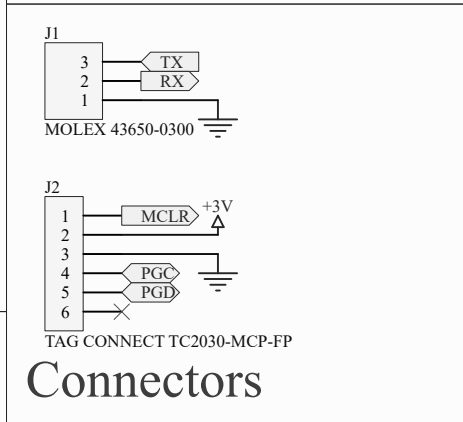 J1
3 TX
2 RX
1
MOLEX 43650-0300
J2
1 MCLR +3V
2
3
4 PGC
5 PGD
6
TAG CONNECT TC2030-MCP-FP
Connectors